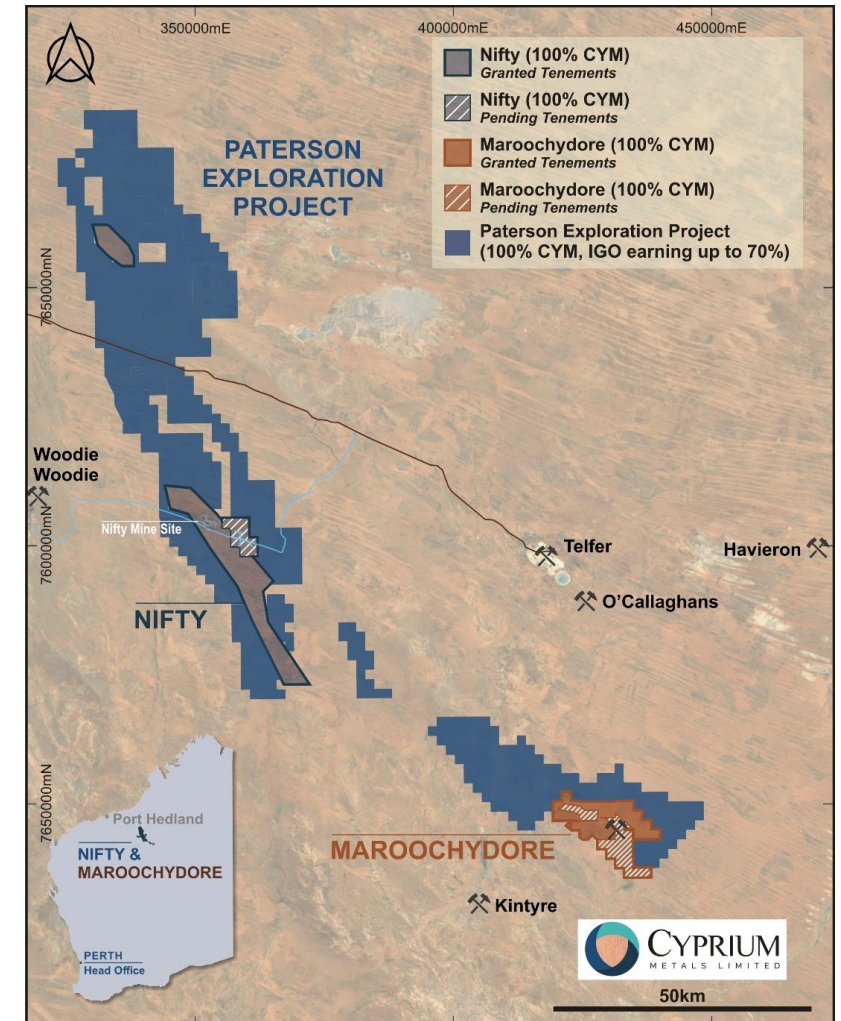 350000mE
400000mE
450000mE
Nifty (100% CYM)
Granted Tenements
Nifty (100% CYM)
Pending Tenements
Maroochydore (100% CYM)
Granted Tenements
Maroochydore (100% CYM)
Pending Tenements
Paterson Exploration Project
(100% CYM, IGO earning up to 70%)
PATERSON
EXPLORATION
PROJECT
7650000mN
Woodie
Woodie
Nifty Mine Site
7600000mN
Telfer
Havieron
O'Callaghans
NIFTY
7650000mN
Port Hedland
NIFTY &
MAROOCHYDORE
PERTH
Head Office
MAROOCHYDORE
Kintyre
CYPRIUM
METALS LIMITED
50km